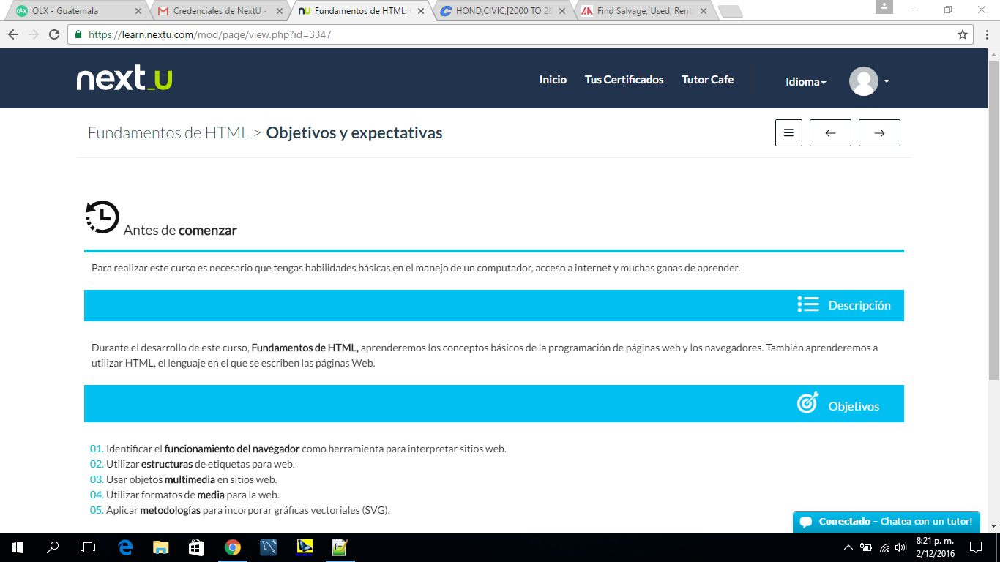 OLX - Guatemala
Credenciales de NextU -
Fundamentos de HTML:
HOND,CIVIC,[2000 TO 20
Find Salvage, Used, Rent
https://learn.nextu.com/mod/page/view.php?id=3347
next_u
Inicio
Tus Certificados
Tutor Cafe
Idioma
Fundamentos de HTML > Objetivos y expectativas
Antes de comenzar
Para realizar este curso es necesario que tengas habilidades básicas en el manejo de un computador, acceso a internet y muchas ganas de aprender.
Descripción
Durante el desarrollo de este curso, Fundamentos de HTML, aprenderemos los conceptos básicos de la programación de páginas web y los navegadores. También aprenderemos a
utilizar HTML, el lenguaje en el que se escriben las páginas Web.
Objetivos
01. Identificar el funcionamiento del navegador como herramienta para interpretar sitios web.
02. Utilizar estructuras de etiquetas para web.
03. Usar objetos multimedia en sitios web.
04. Utilizar formatos de media para la web.
05. Aplicar metodologías para incorporar gráficas vectoriales (SVG).
Conectado - Chatea con un tutor!
8:21 p. m.
2/12/2016